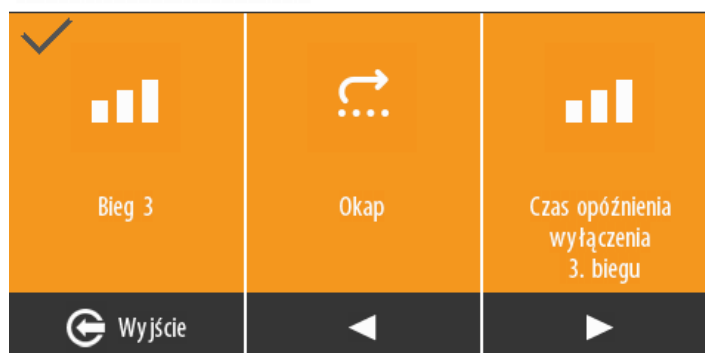 Bieg 3
Okap
Czas opóźnienia
wyłączenia
3. biegu
Wyjście